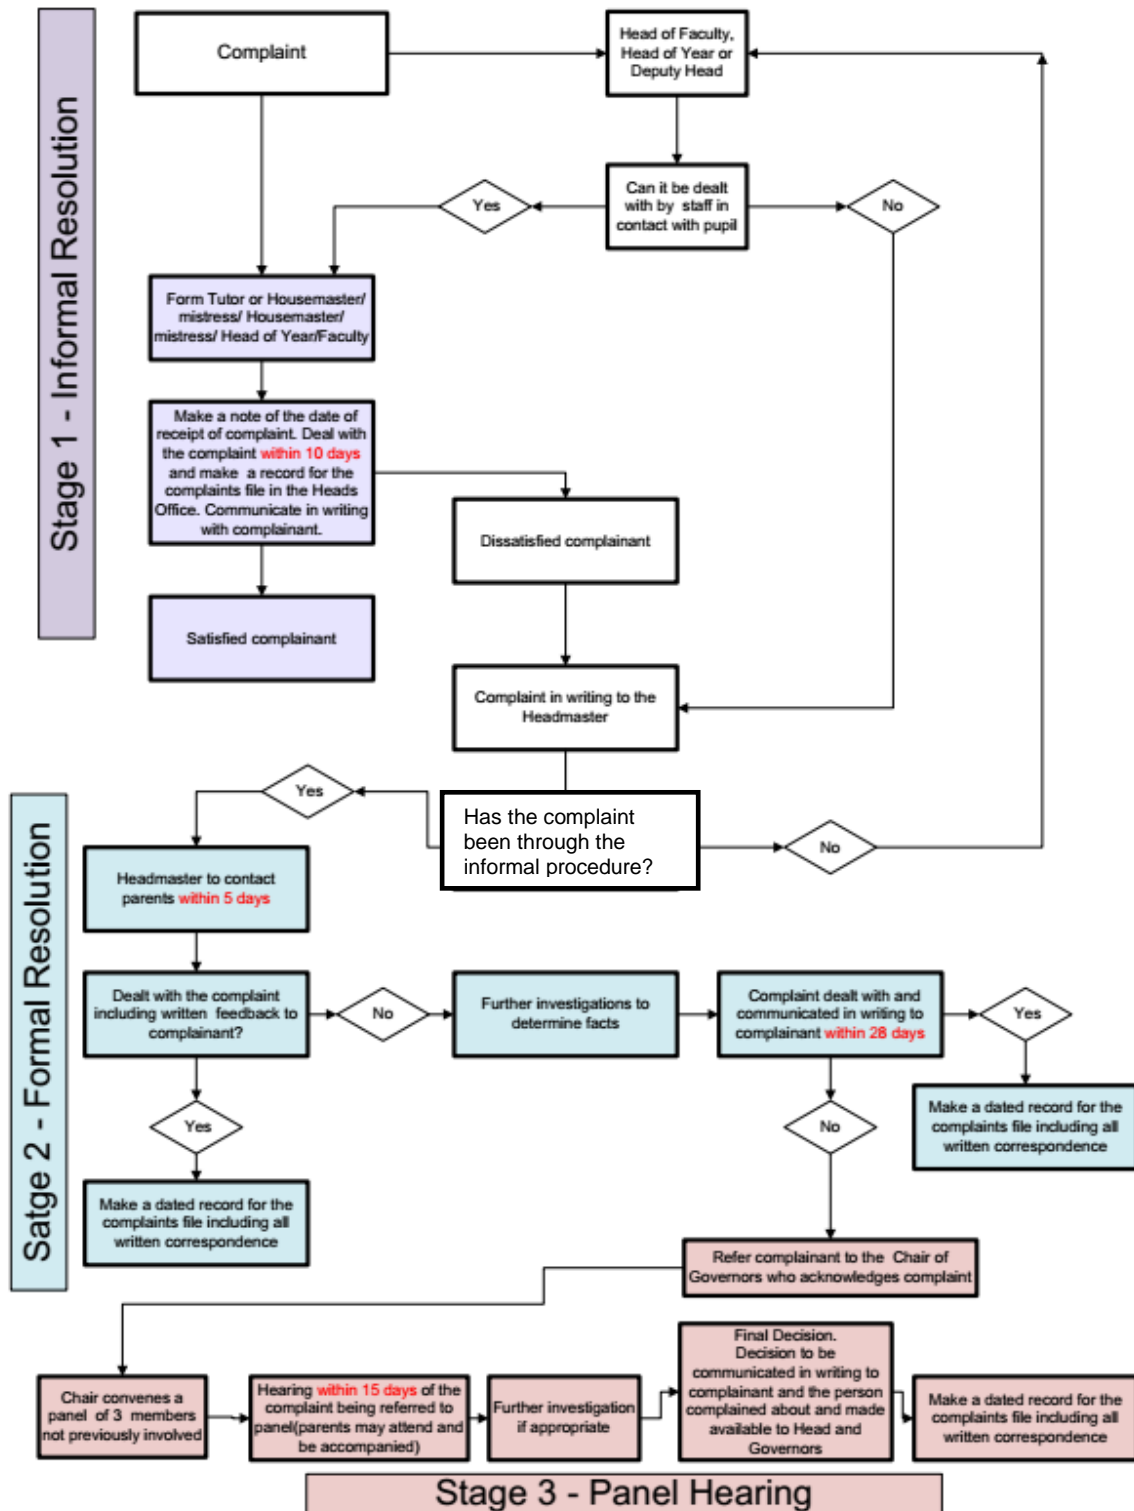 Stage 1 - Informal Resolution
Complaint
Head of Faculty,
Head of Year or
Deputy Head
Can it be dealt
with by staff in
contact with pupil
Yes
No
Form Tutor or Housemaster/
mistress/ Housemaster/
mistress/ Head of Year/Faculty
Make a note of the date of
receipt of complaint. Deal with
the complaint within 10 days
and make a record for the
complaints file in the Heads
Office. Communicate in writing
with complainant.
Dissatisfied complainant
Satisfied complainant
Complaint in writing to the
Headmaster
Satge 2 - Formal Resolution
Yes
Has the complaint
been through the
informal procedure?
No
Headmaster to contact
parents within 5 days
Dealt with the complaint
including written feedback to
complainant?
No
Further investigations to
determine facts
Complaint dealt with and
communicated in writing to
complainant within 28 days
Yes
Yes
No
Make a dated record for the
complaints file including all
written correspondence
Make a dated record for the
complaints file including all
written correspondence
Refer complainant to the Chair of
Governors who acknowledges complaint
Chair convenes a
panel of 3 members
not previously involved
Hearing within 15 days of the
complaint being referred to
panel(parents may attend and
be accompanied)
Further investigation
if appropriate
Final Decision.
Decision to be
communicated in writing to
complainant and the person
complained about and made
available to Head and
Governors
Make a dated record for the
complaints file including all
written correspondence
Stage 3 - Panel Hearing